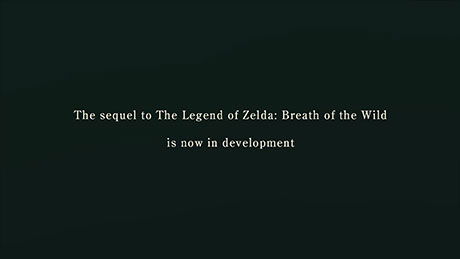 The sequel to The Legend of Zelda: Breath of the Wild
is now in development